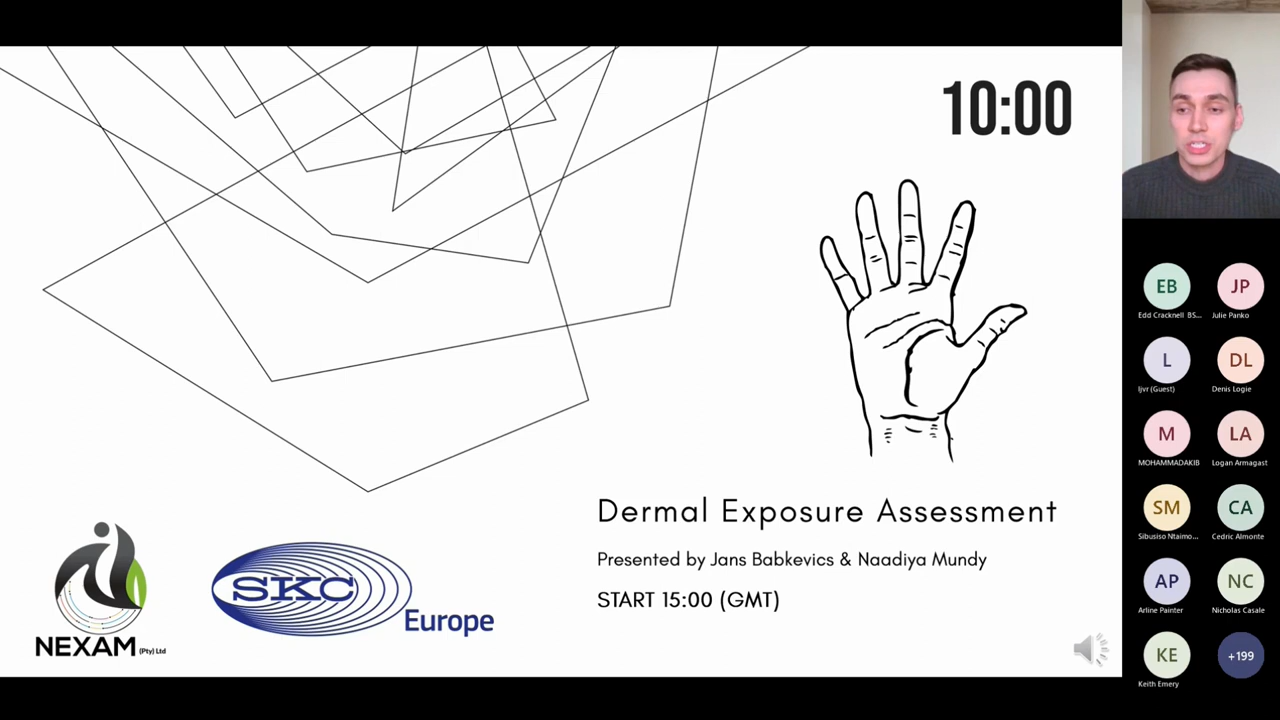 10:00
Dermal Exposure Assessment
Presented by Jans Babkevics & Naadiya Mundy
START 15:00 (GMT)
NEXAM (Pty) Ltd
SKC
Europe
EB
Edd Cracknell BS...
JP
Julie Panko
L
ljvr (Guest)
DL
Denis Logie
M
MOHAMMADAKIB
LA
Logan Armagast
SM
Sibusiso Ntaimo...
CA
Cedric Almonte
AP
Arline Painter
NC
Nicholas Casale
KE
Keith Emery
+199